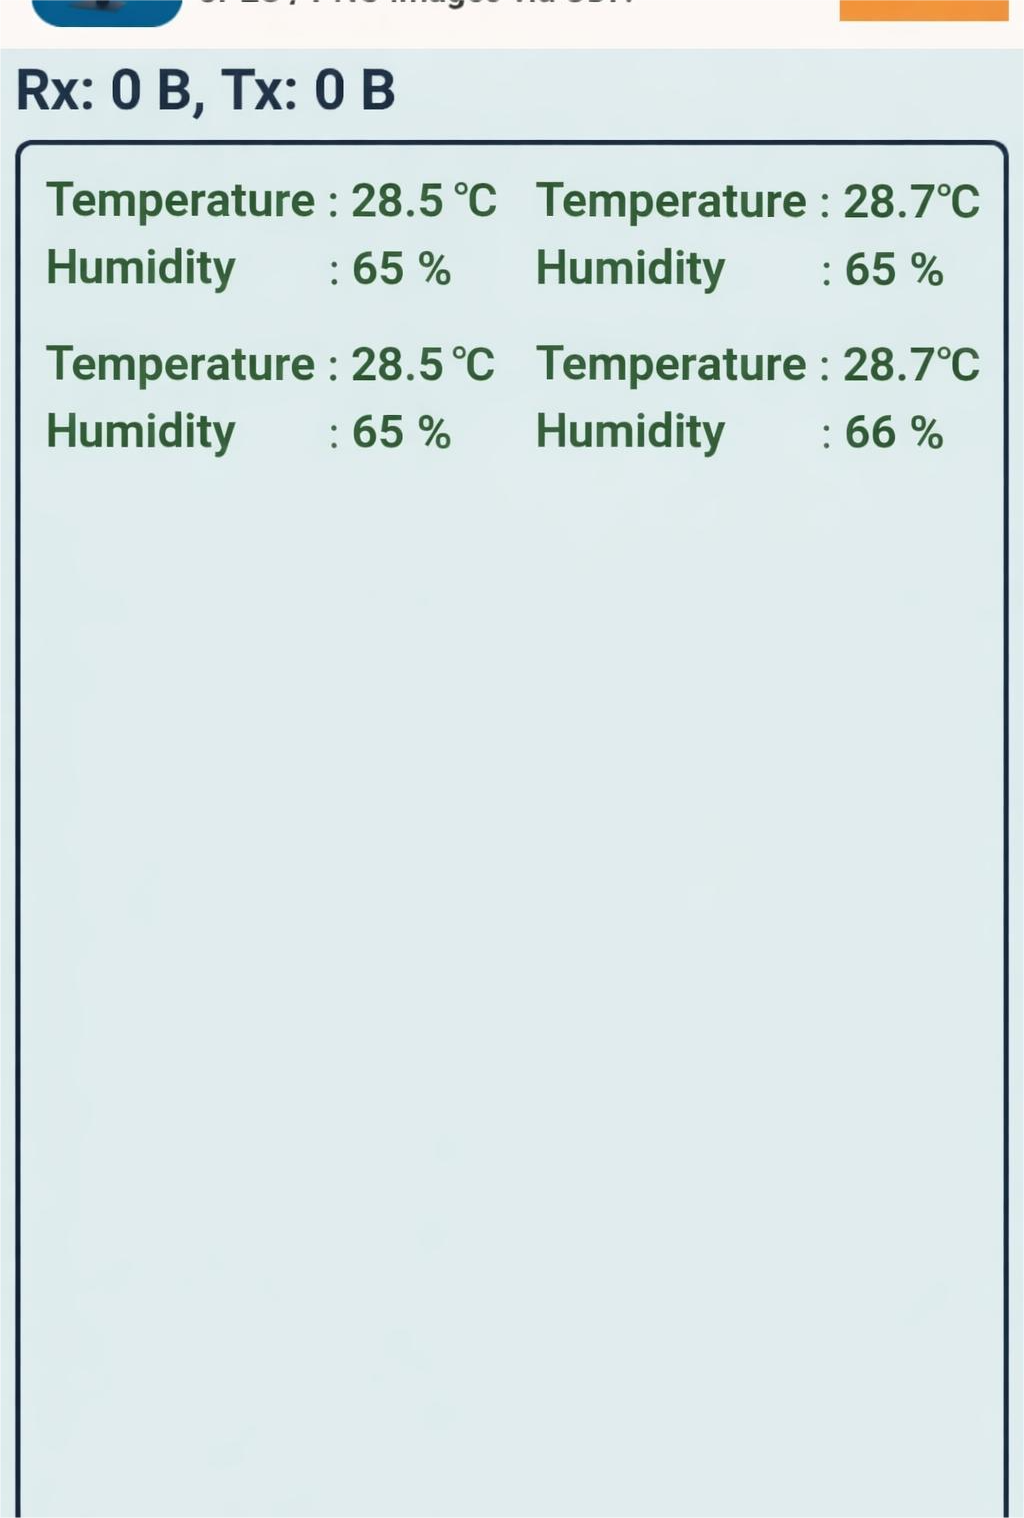 Rx: 0 B, Tx: 0 B
Temperature : 28.5 °C Temperature : 28.7°C
Humidity : 65 % Humidity : 65 %
Temperature : 28.5 °C Temperature : 28.7°C
Humidity : 65 % Humidity : 66 %